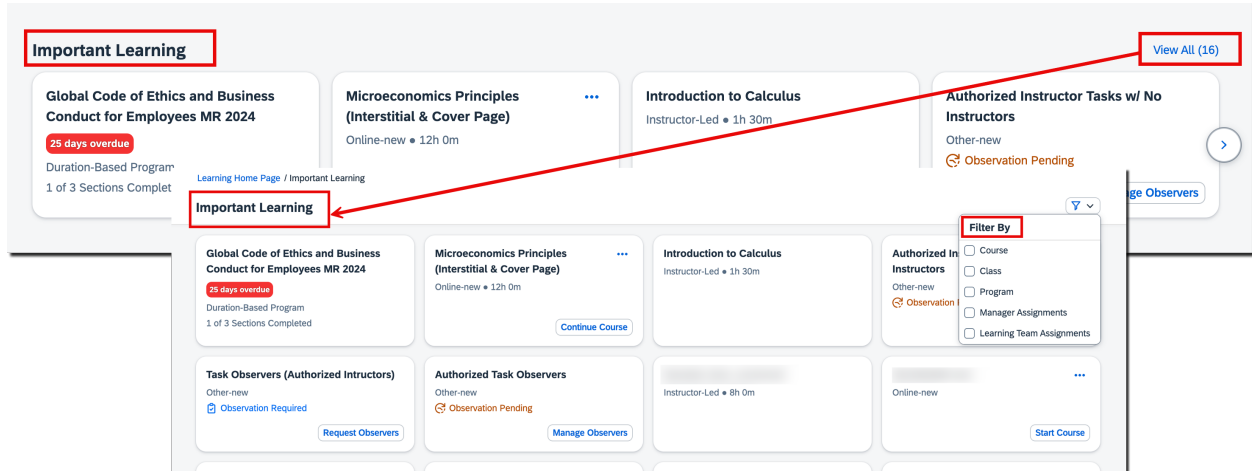 Important Learning
View All (16)
Global Code of Ethics and Business
Conduct for Employees MR 2024
25 days overdue
Duration-Based Program
1 of 3 Sections Complet
Microeconomics Principles
(Interstitial & Cover Page)
Online-new • 12h 0m
Introduction to Calculus
Instructor-Led • 1h 30m
Authorized Instructor Tasks w/ No
Instructors
Other-new
Observation Pending
ge Observers
Learning Home Page / Important Learning
Important Learning
Filter By
Course
Class
Program
Manager Assignments
Learning Team Assignments
Global Code of Ethics and Business
Conduct for Employees MR 2024
25 days overdue
Duration-Based Program
1 of 3 Sections Completed
Microeconomics Principles
(Interstitial & Cover Page)
Online-new • 12h 0m
Continue Course
Introduction to Calculus
Instructor-Led • 1h 30m
Authorized In
Instructors
Other-new
Observation
Task Observers (Authorized Intructors)
Other-new
Observation Required
Request Observers
Authorized Task Observers
Other-new
Observation Pending
Manage Observers
Instructor-Led • 8h 0m
Online-new
Start Course